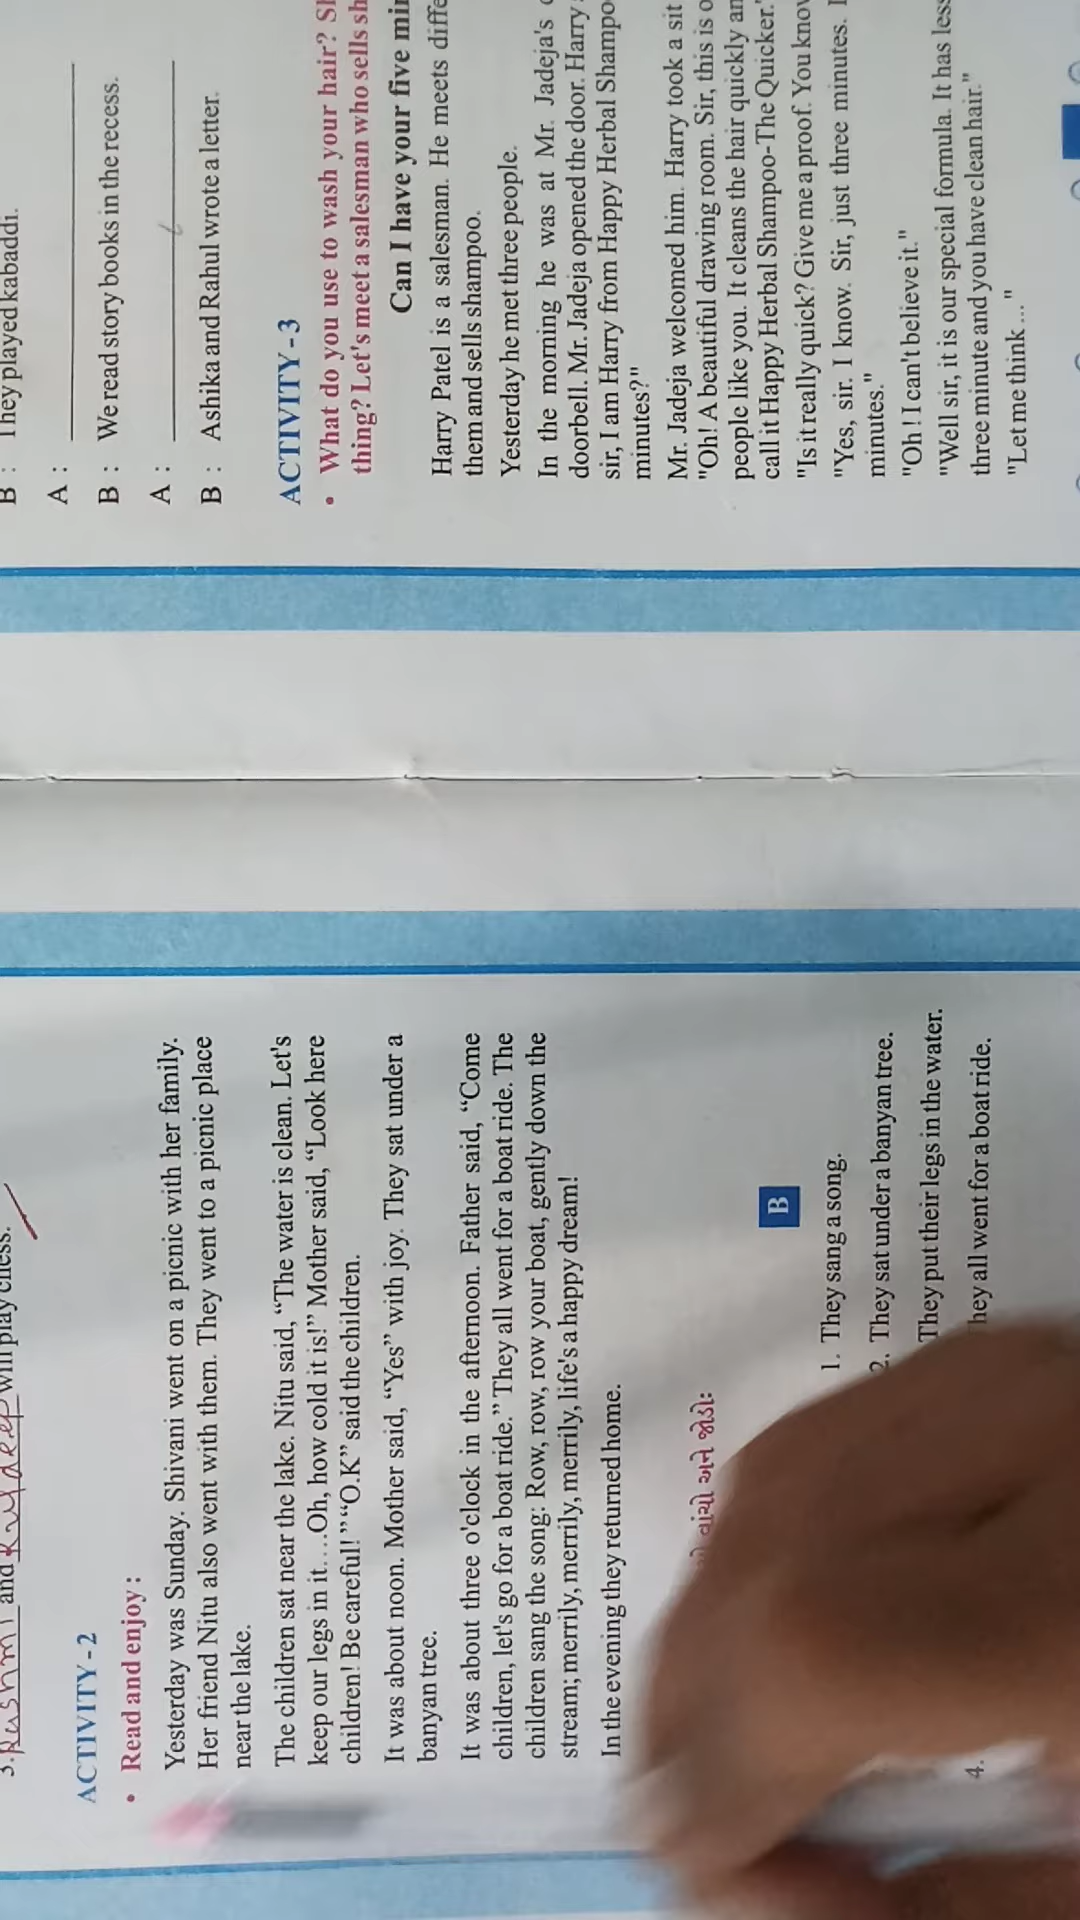 3. Rushmi and Kuldeep will play chess.
ACTIVITY - 2
• Read and enjoy :
Yesterday was Sunday. Shivani went on a picnic with her family.
Her friend Nitu also went with them. They went to a picnic place
near the lake.
The children sat near the lake. Nitu said, “The water is clean. Let's
keep our legs in it....Oh, how cold it is!” Mother said, “Look here
children! Be careful! ” “O.K” said the children.
It was about noon. Mother said, “Yes” with joy. They sat under a
banyan tree.
It was about three o'clock in the afternoon. Father said, “Come
children, let's go for a boat ride.” They all went for a boat ride. The
children sang the song: Row, row, row your boat, gently down the
stream; merrily, merrily, merrily, life's a happy dream!
In the evening they returned home.
વાંચો અને જોડો:
B
1. They sang a song.
2. They sat under a banyan tree.
They put their legs in the water.
4. hey all went for a boat ride.
B : They played kabaddi.
A :
B : We read story books in the recess.
A :
B : Ashika and Rahul wrote a letter.
ACTIVITY - 3
• What do you use to wash your hair?
thing? Let's meet a salesman who sells
Can I have your five
Harry Patel is a salesman. He meets
them and sells shampoo.
Yesterday he met three people.
In the morning he was at Mr. Jadeja's
doorbell. Mr. Jadeja opened the door. Harry
sir, I am Harry from Happy Herbal
minutes?"
Mr. Jadeja welcomed him. Harry took a
"Oh! A beautiful drawing room. Sir, this is
people like you. It cleans the hair quickly
call it Happy Herbal Shampoo-The Quicker.
"Is it really quick? Give me a proof. You
"Yes, sir. I know. Sir, just three minutes.
minutes."
"Oh ! I can't believe it."
"Well sir, it is our special formula. It has
three minute and you have clean hair."
"Let me think ..."